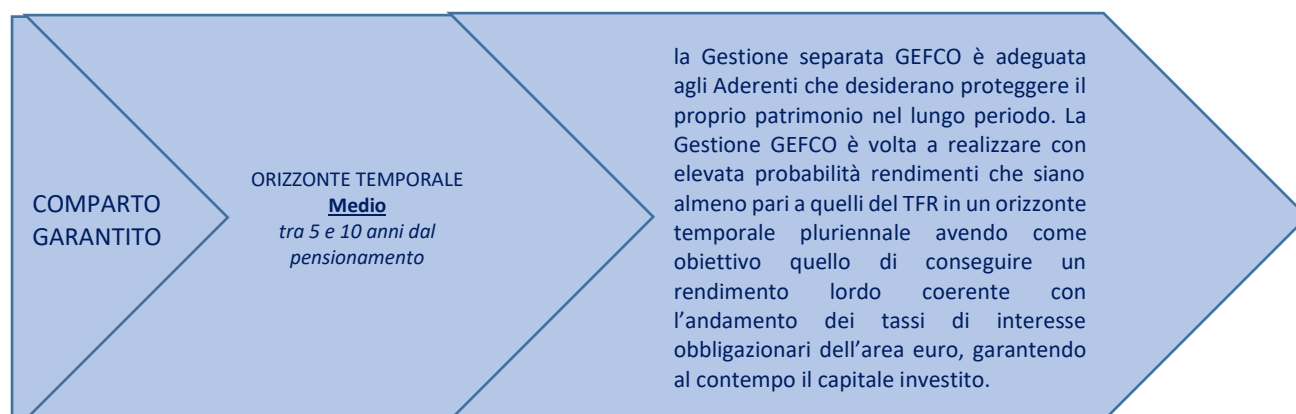 COMPARTO
GARANTITO
ORIZZONTE TEMPORALE
Medio
tra 5 e 10 anni dal
pensionamento
la Gestione separata GEFCO è adeguata
agli Aderenti che desiderano proteggere il
proprio patrimonio nel lungo periodo. La
Gestione GEFCO è volta a realizzare con
elevata probabilità rendimenti che siano
almeno pari a quelli del TFR in un orizzonte
temporale pluriennale avendo come
obiettivo quello di conseguire un
rendimento lordo coerente con
l’andamento dei tassi di interesse
obbligazionari dell’area euro, garantendo
al contempo il capitale investito.